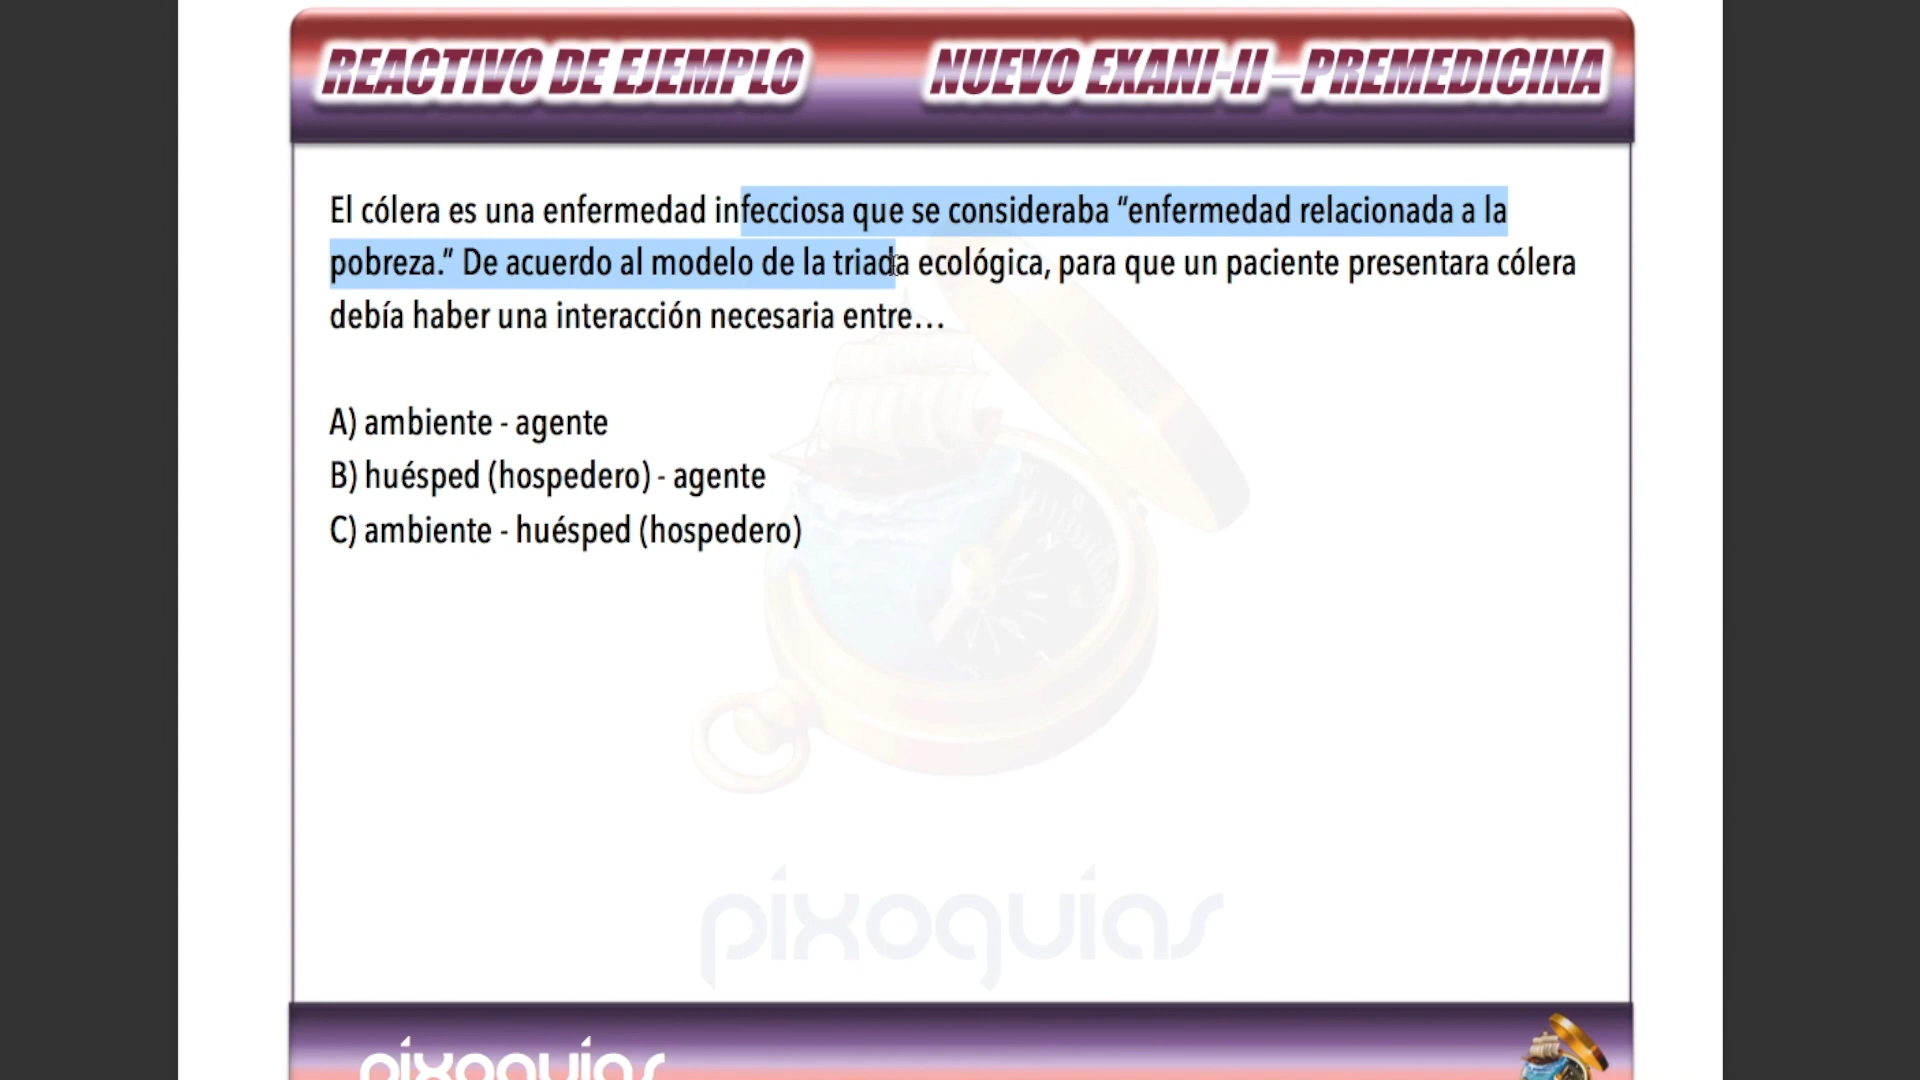 REACTIVO DE EJEMPLO
NUEVO EXANI-II – PREMEDICINA
El cólera es una enfermedad infecciosa que se consideraba “enfermedad relacionada a la
pobreza.” De acuerdo al modelo de la triada ecológica, para que un paciente presentara cólera
debía haber una interacción necesaria entre…
A) ambiente - agente
B) huésped (hospedero) - agente
C) ambiente - huésped (hospedero)
pixoguías
pixoguías